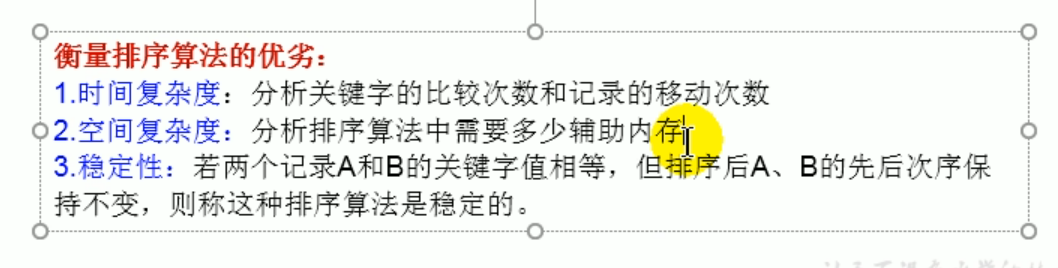 衡量排序算法的优劣：
1.时间复杂度：分析关键字的比较次数和记录的移动次数
2.空间复杂度：分析排序算法中需要多少辅助内存
3.稳定性：若两个记录A和B的关键字值相等，但排序后A、B的先后次序保
持不变，则称这种排序算法是稳定的。